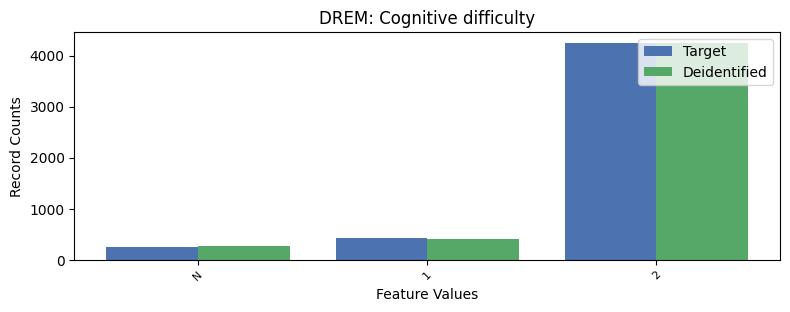 DREM: Cognitive difficulty
Target
Deidentified
Record Counts
4000
3000
2000
1000
0
N
1
2
Feature Values